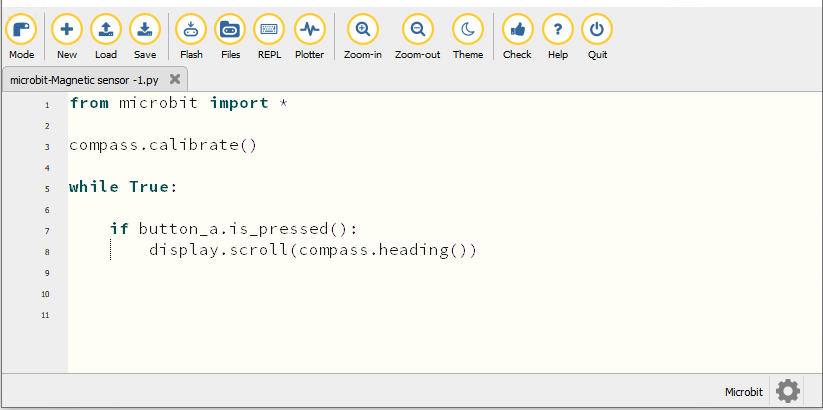 Mode New Load Save Flash Files REPL Plotter Zoom-in Zoom-out Theme Check Help Quit
microbit-Magnetic sensor -1.py
1 from microbit import *
2
3 compass.calibrate()
4
5 while True:
6
7 if button_a.is_pressed():
8 display.scroll(compass.heading())
9
10
11
Microbit